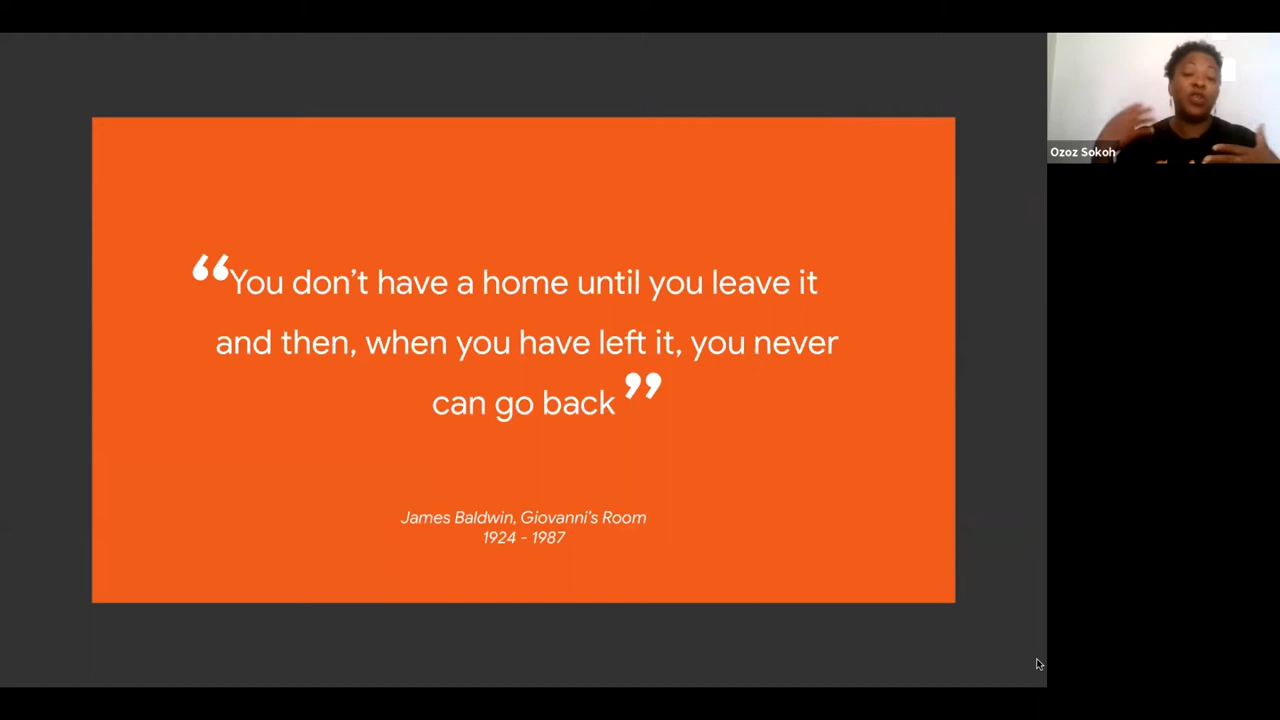 “You don’t have a home until you leave it
and then, when you have left it, you never
can go back”
James Baldwin, Giovanni’s Room
1924 - 1987
Ozoz Sokoh